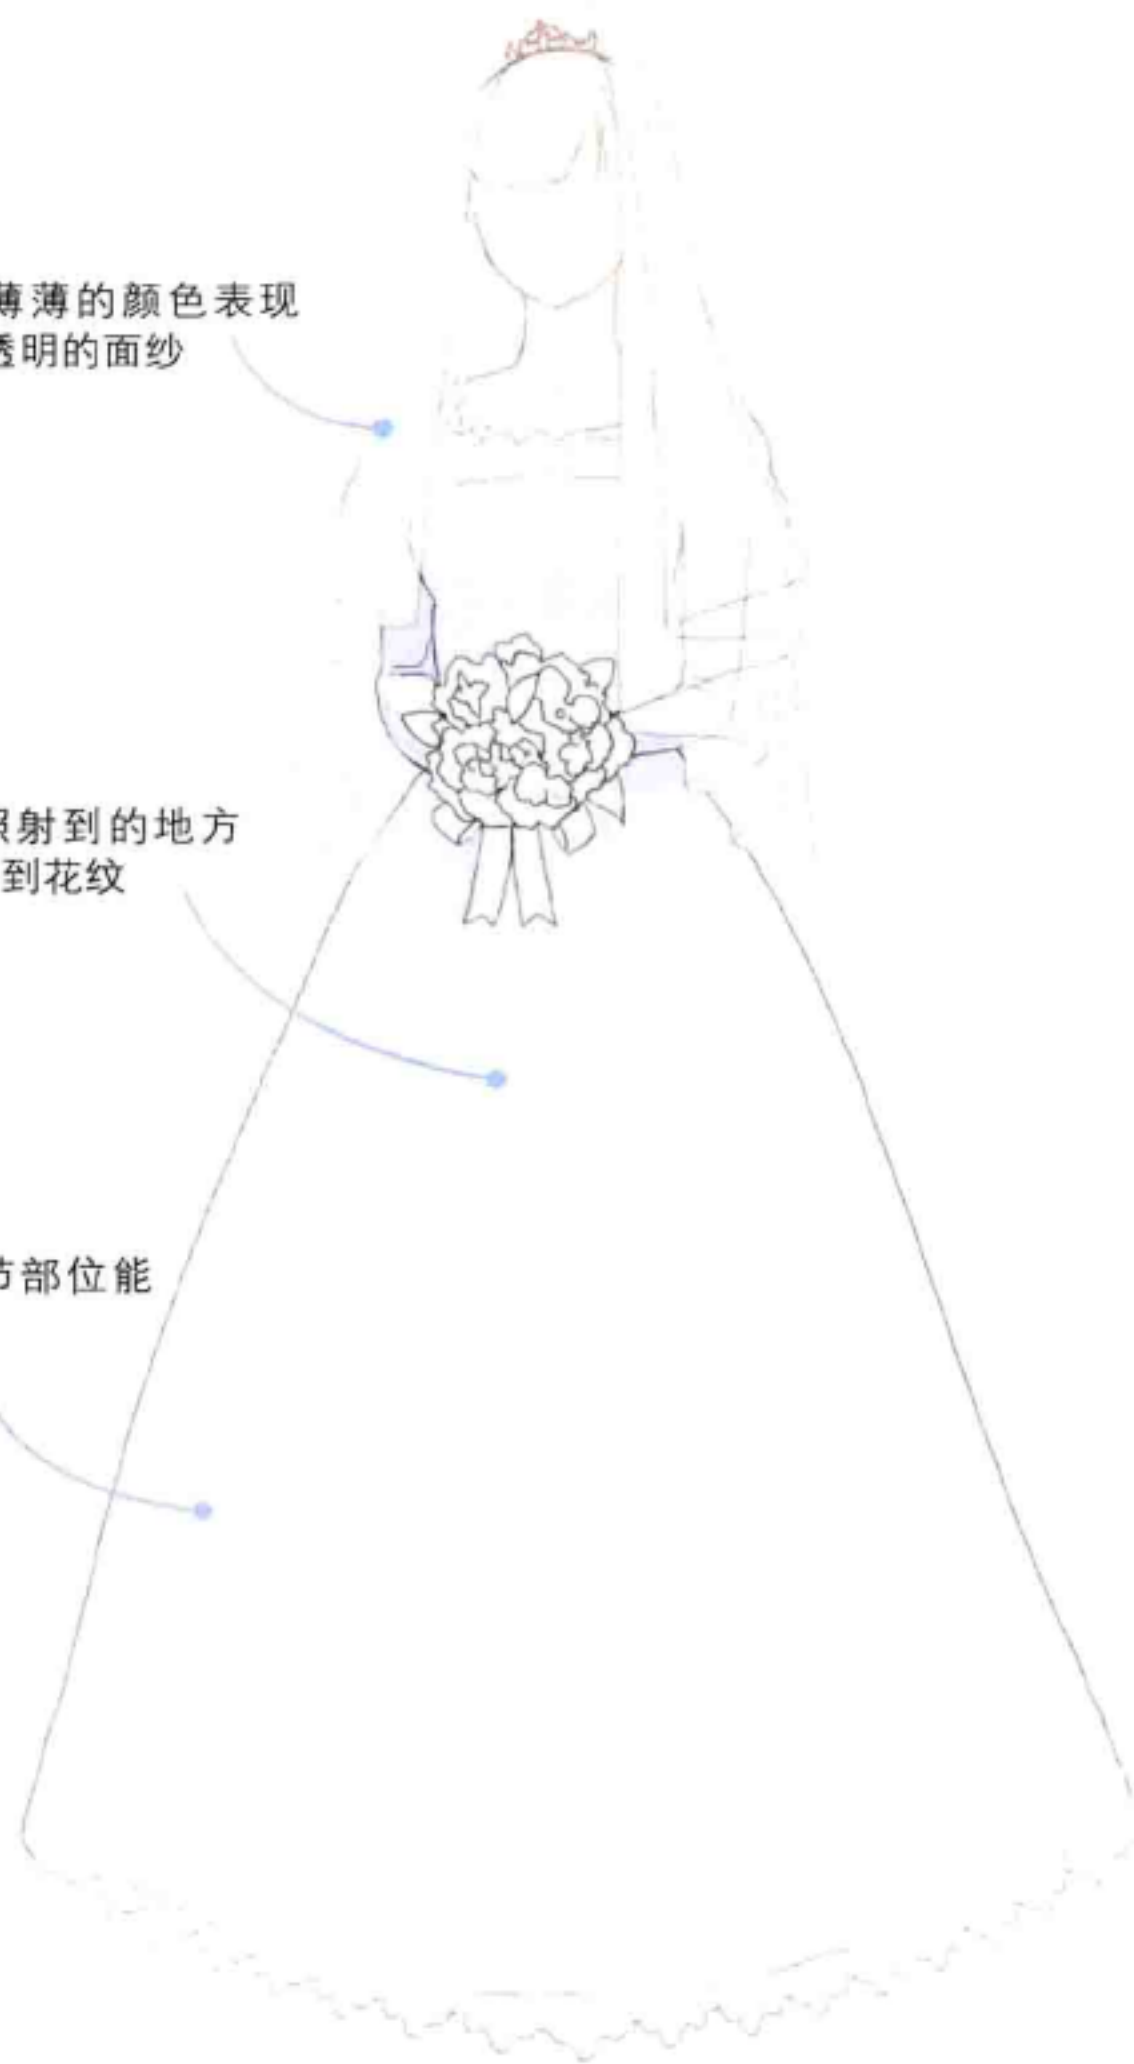 薄薄的颜色表现
透明的面纱
照射到的地方
到花纹
节部位能